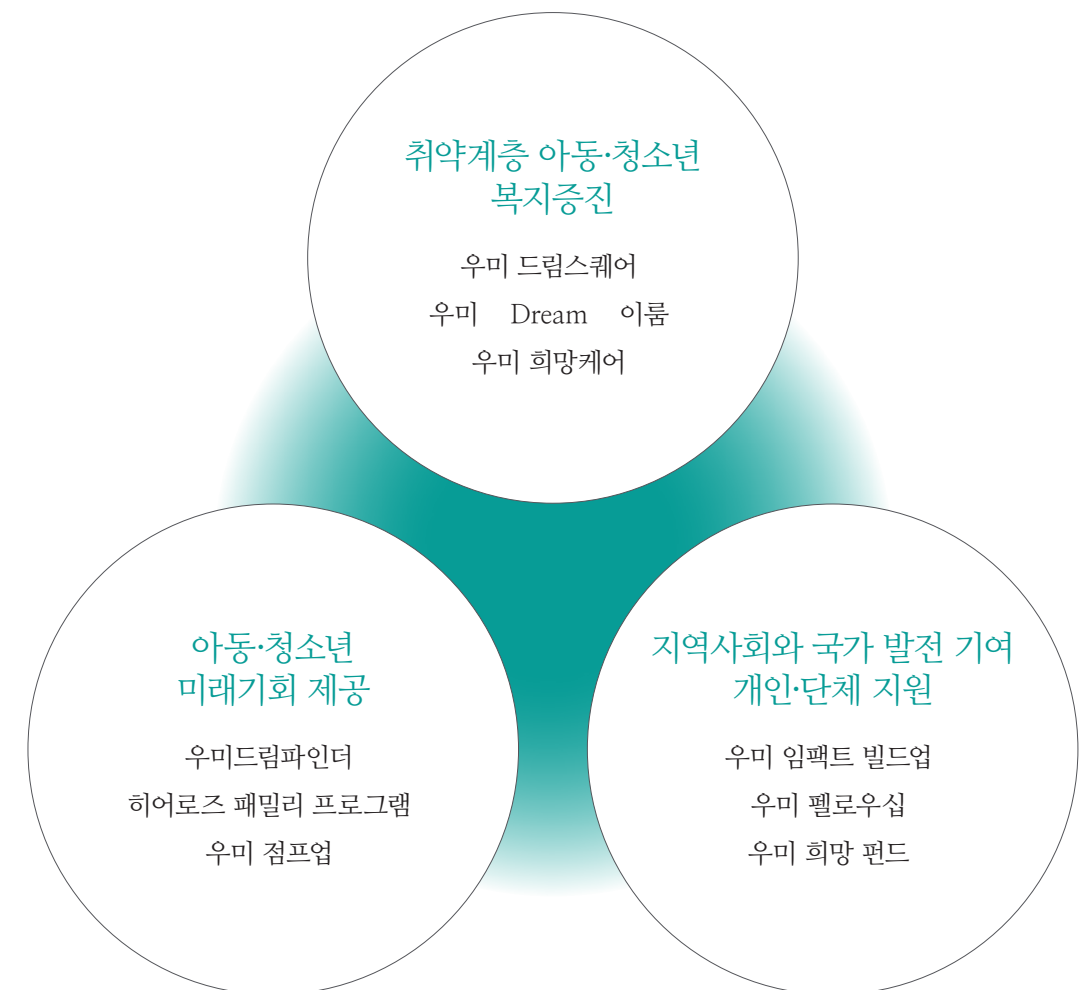 취약계층 아동·청소년
복지증진
우미 드림스퀘어
우미 Dream 이룸
우미 희망케어
아동·청소년
미래기회 제공
우미드림파인더
히어로즈 패밀리 프로그램
우미 점프업
지역사회와 국가 발전 기여
개인·단체 지원
우미 임팩트 빌드업
우미 펠로우십
우미 희망 펀드